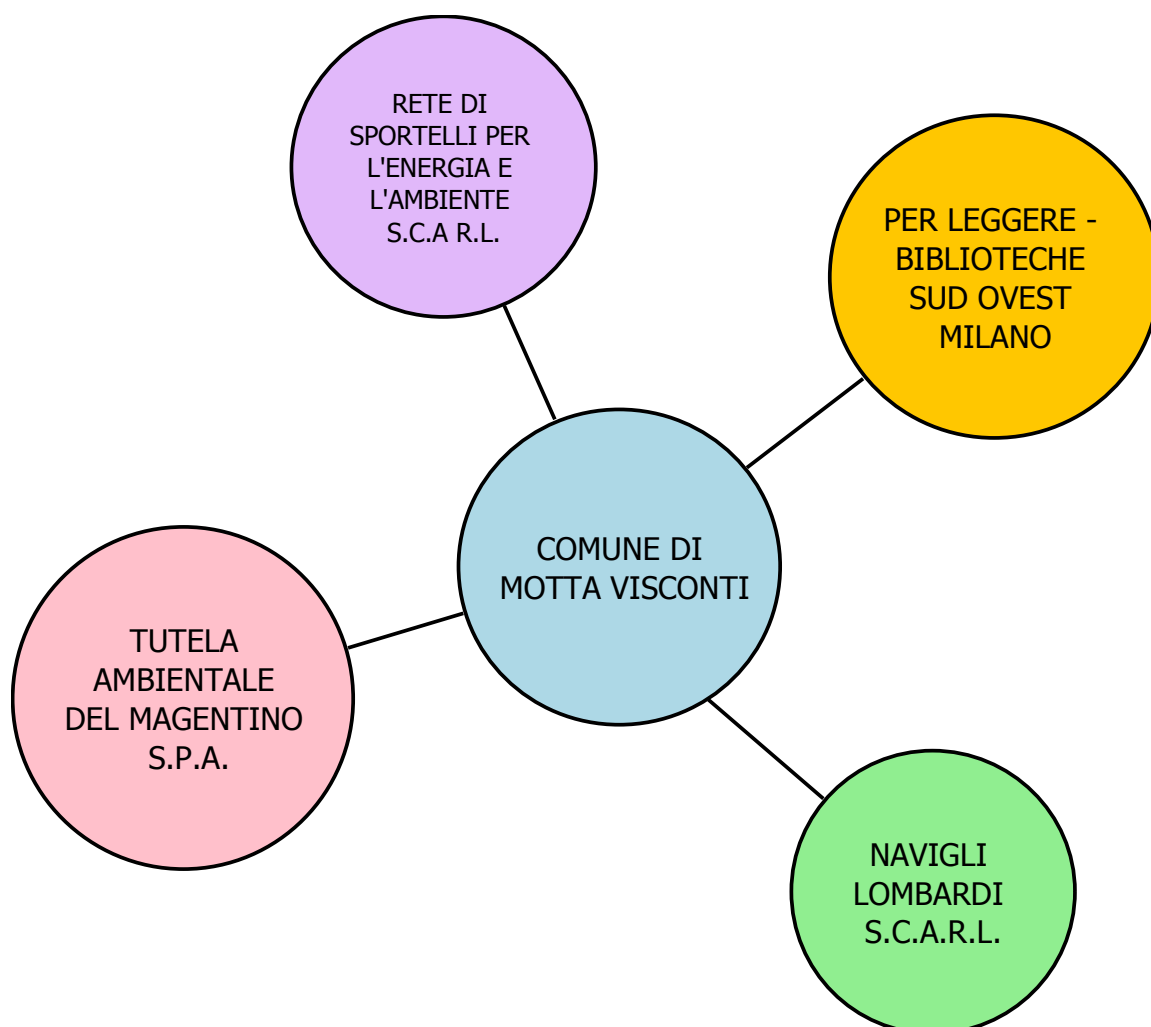 RETE DI
SPORTELLI PER
L'ENERGIA E
L'AMBIENTE
S.C.A R.L.
PER LEGGERE -
BIBLIOTECHE
SUD OVEST
MILANO
COMUNE DI
MOTTA VISCONTI
TUTELA
AMBIENTALE
DEL MAGENTINO
S.P.A.
NAVIGLI
LOMBARDI
S.C.A.R.L.